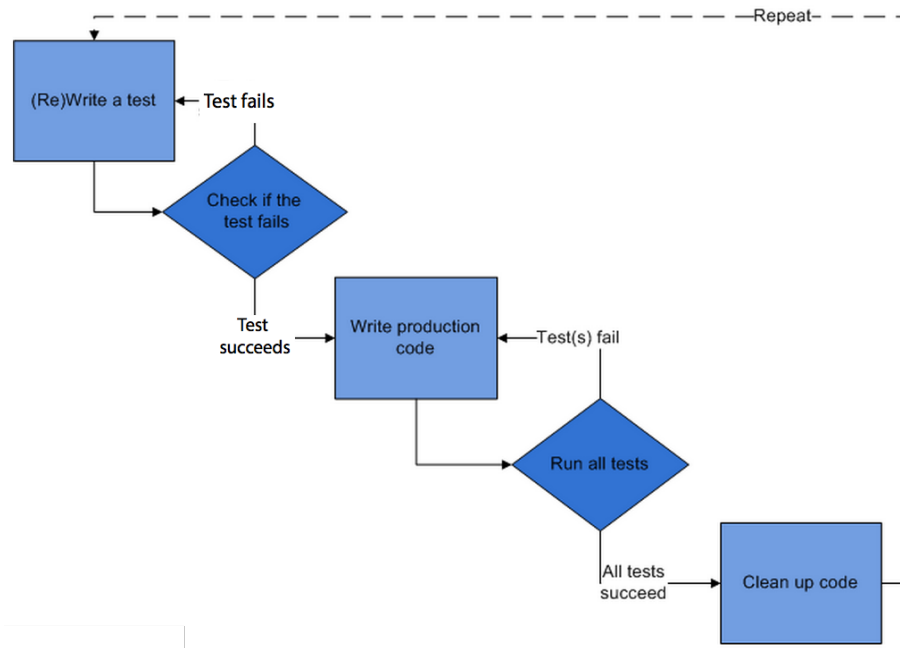 Repeat
(Re)Write a test
Test fails
Check if the
test fails
Test
succeeds
Write production
code
Test(s) fail
Run all tests
All tests
succeed
Clean up code